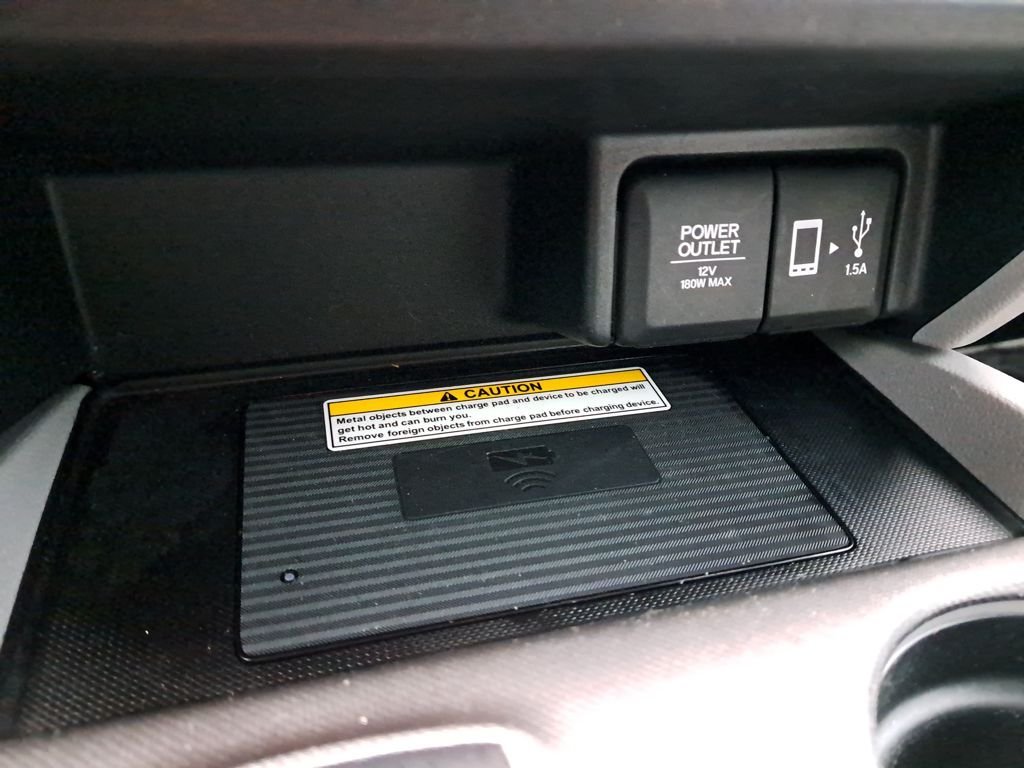 POWER
OUTLET
12V
180W MAX
1.5A
CAUTION
Metal objects between charge pad and device to be charged will
get hot and can burn you.
Remove foreign objects from charge pad before charging device.